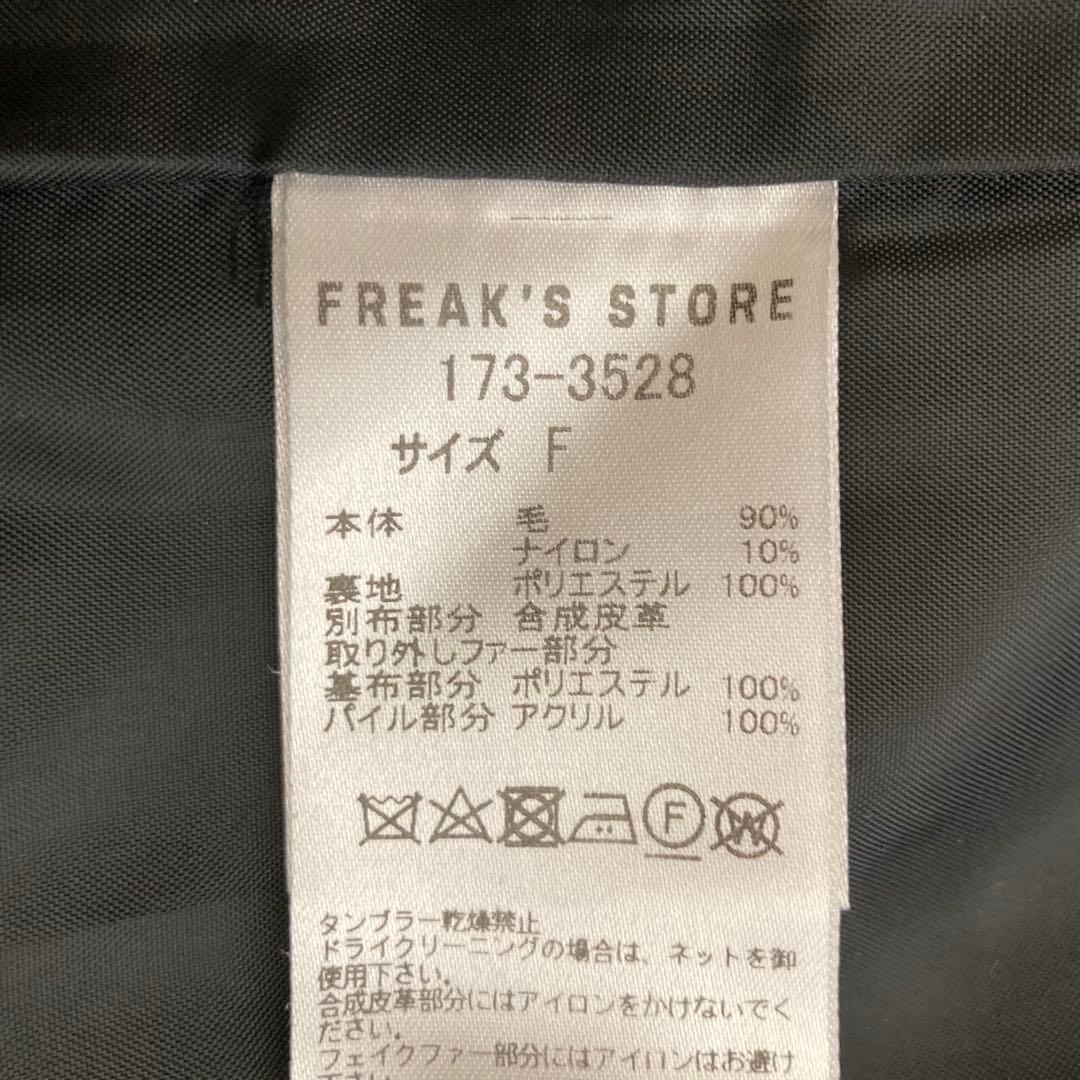 FREAK'S STORE
173-3528
サイズ F
本体 毛 90%
ナイロン 10%
裏地 ポリエステル 100%
別布部分 合成皮革
取り外しファー部分
基布部分 ポリエステル 100%
パイル部分 アクリル 100%
F W
タンブラー乾燥禁止
ドライクリーニングの場合は、ネットを御
使用下さい。
合成皮革部分にはアイロンをかけないでく
ださい。
フェイクファー部分にはアイロンはお避け
下さい